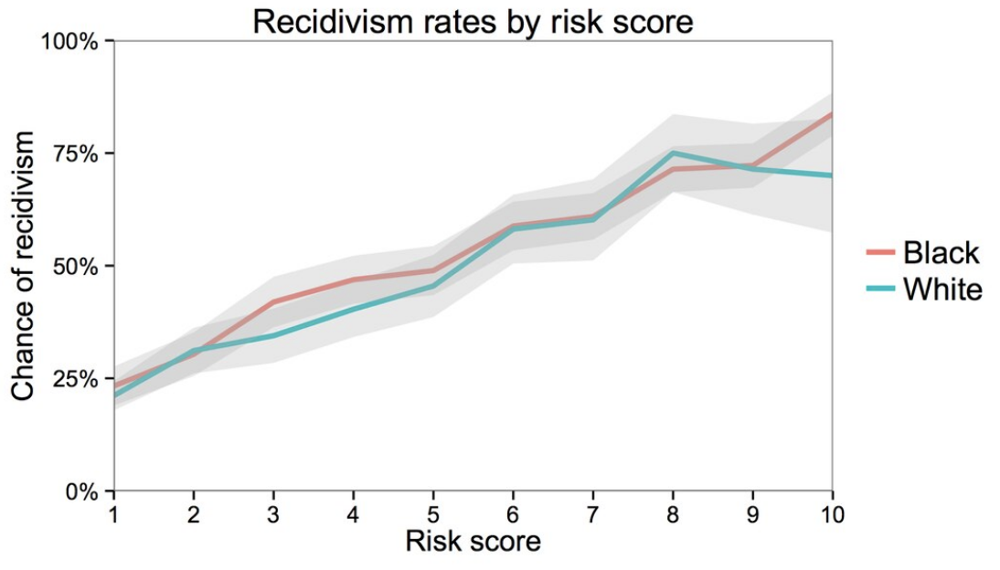 Recidivism rates by risk score
100%
75%
50%
25%
0%
Chance of recidivism
1 2 3 4 5 6 7 8 9 10
Risk score
Black
White